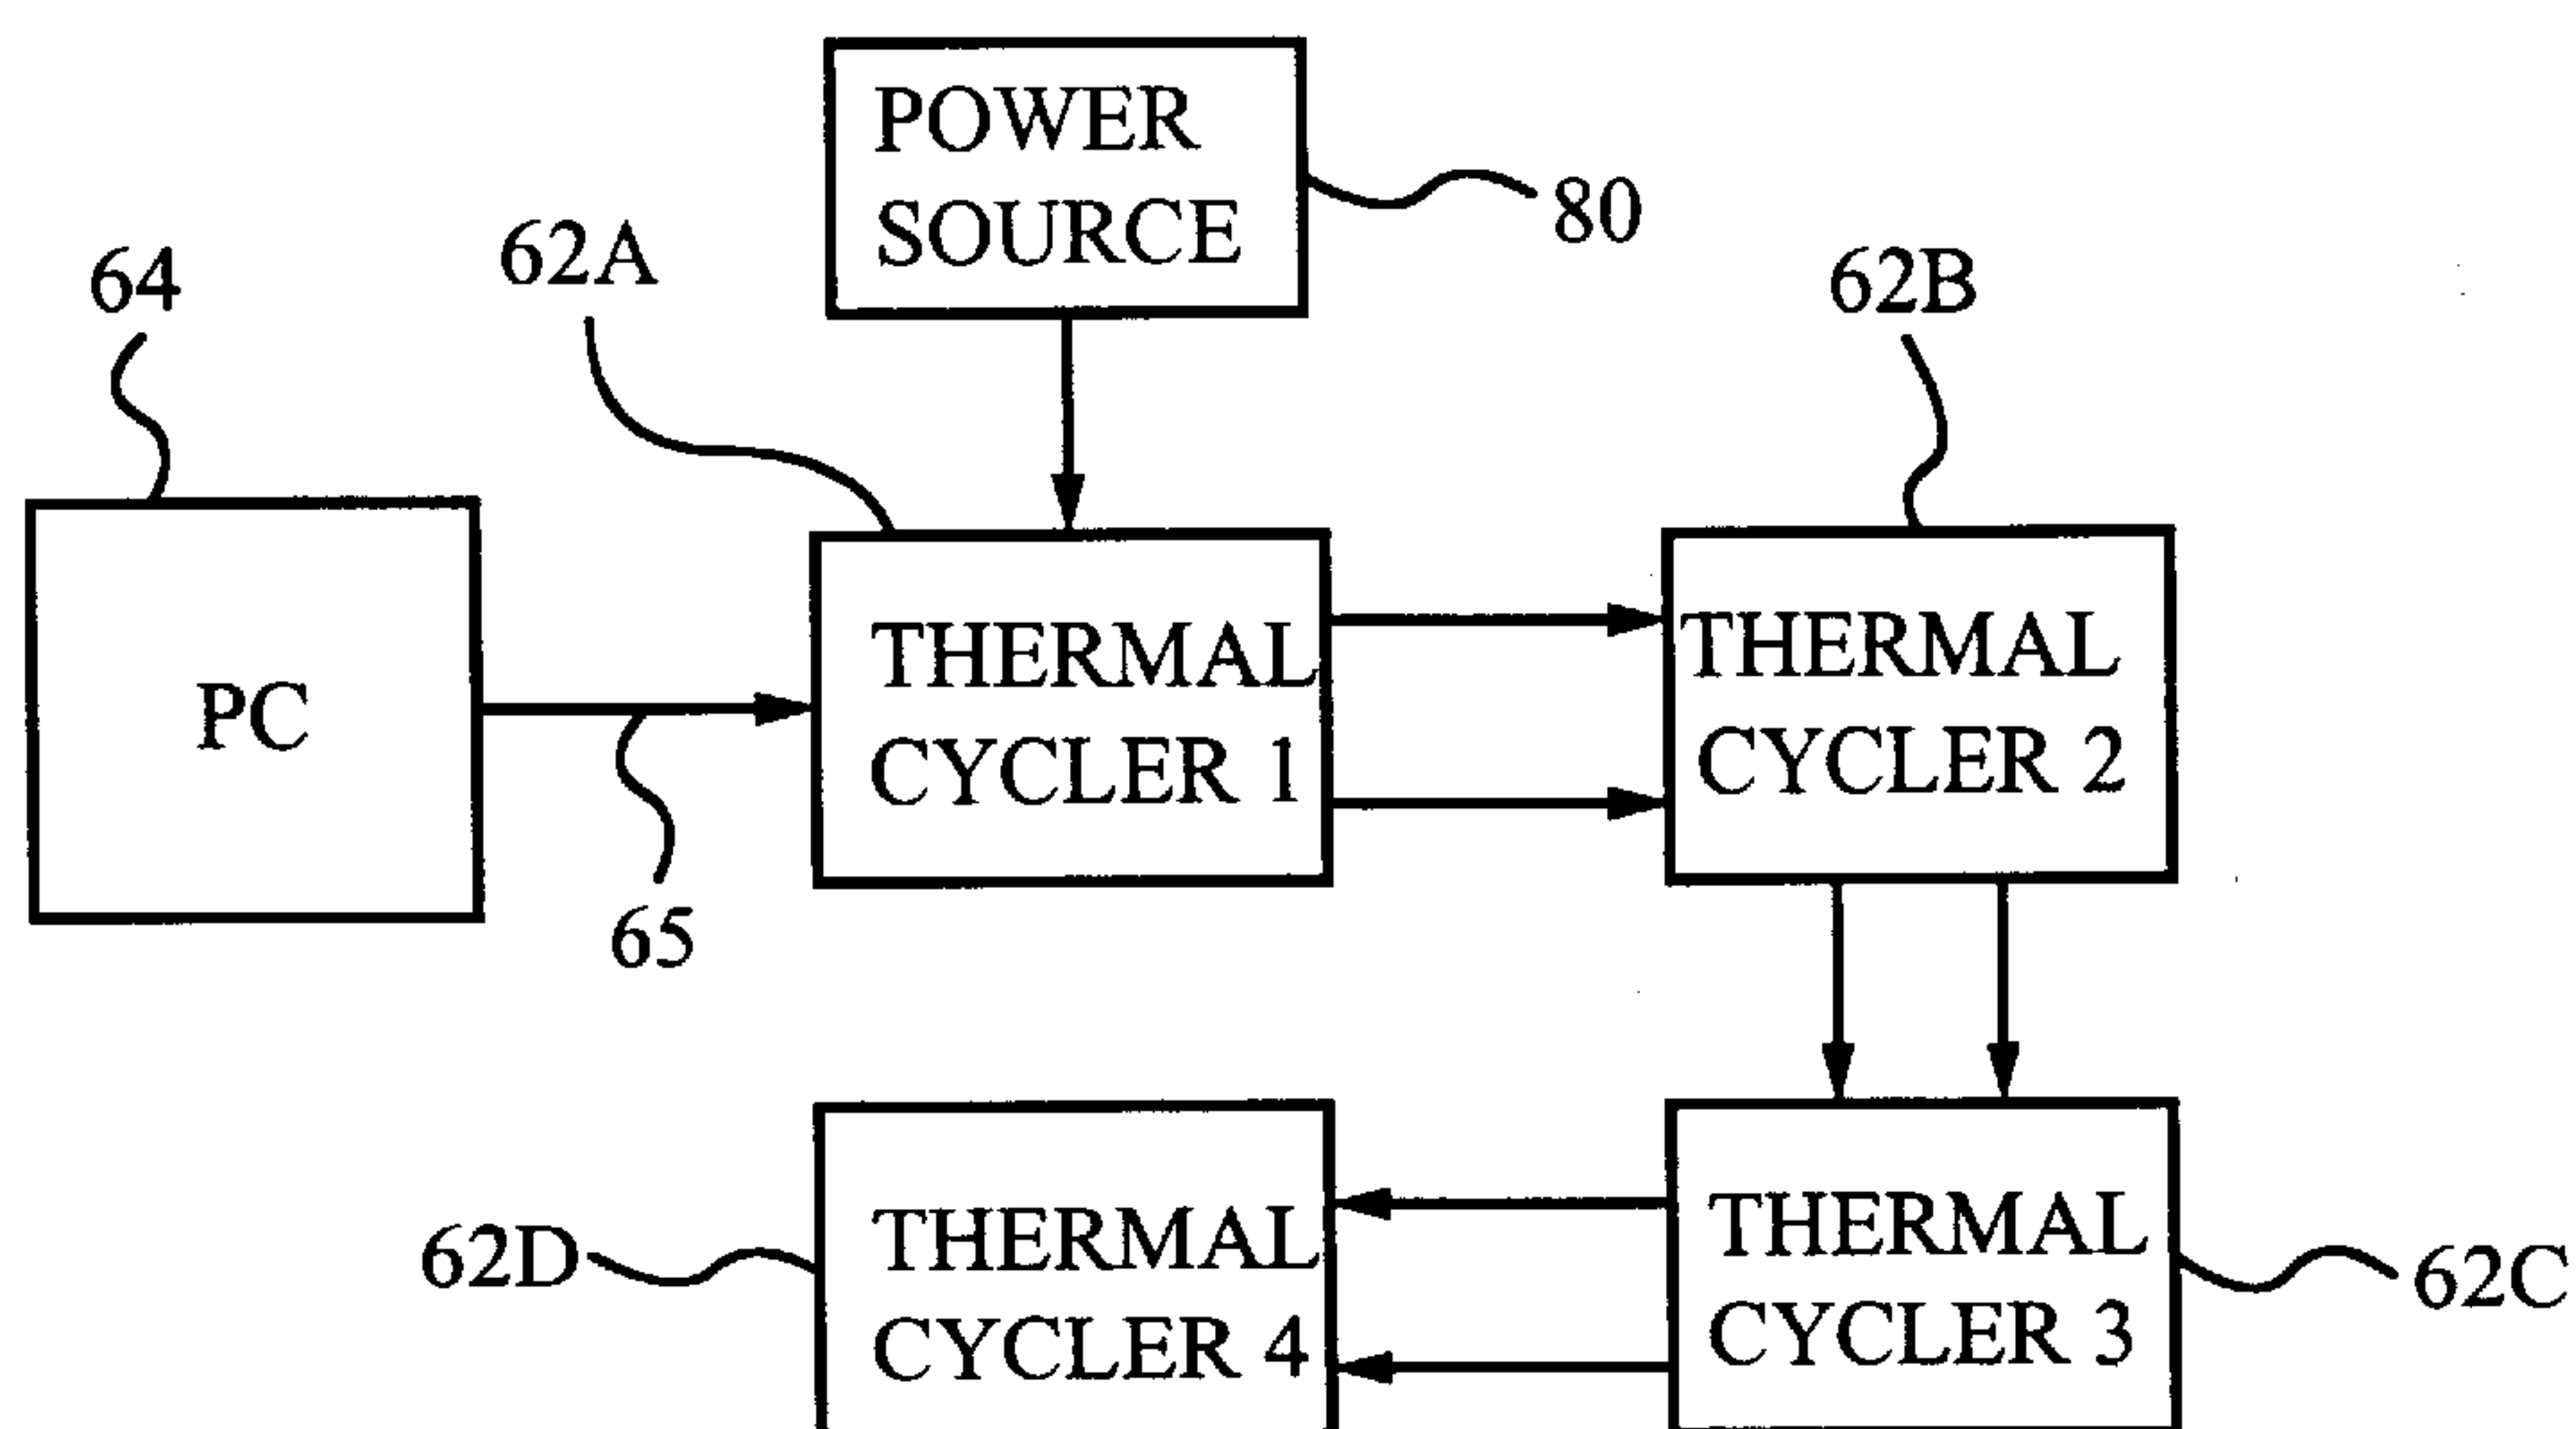 POWER
SOURCE
80
62A
64
62B
PC
THERMAL
CYCLER 1
THERMAL
CYCLER 2
65
62D
THERMAL
CYCLER 4
THERMAL
CYCLER 3
62C